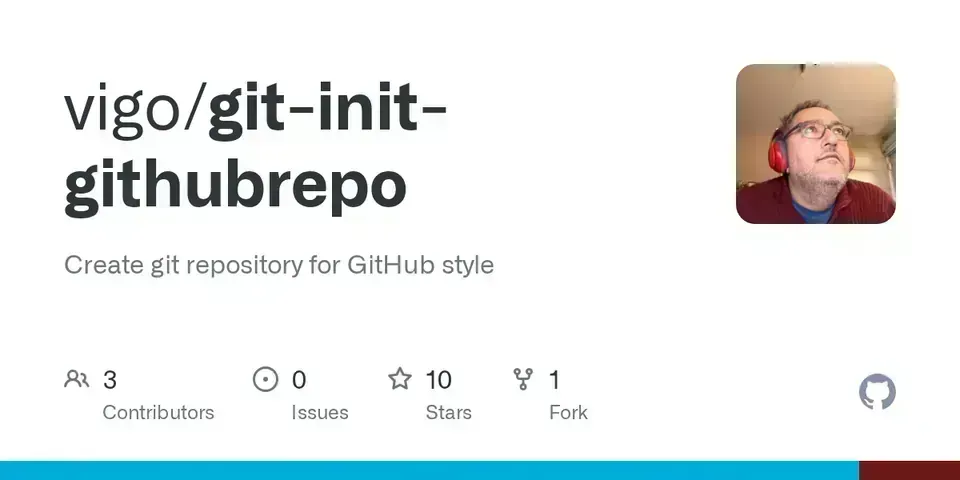 vigo/git-init-
githubrepo
Create git repository for GitHub style
3 0 10 1
Contributors Issues Stars Fork